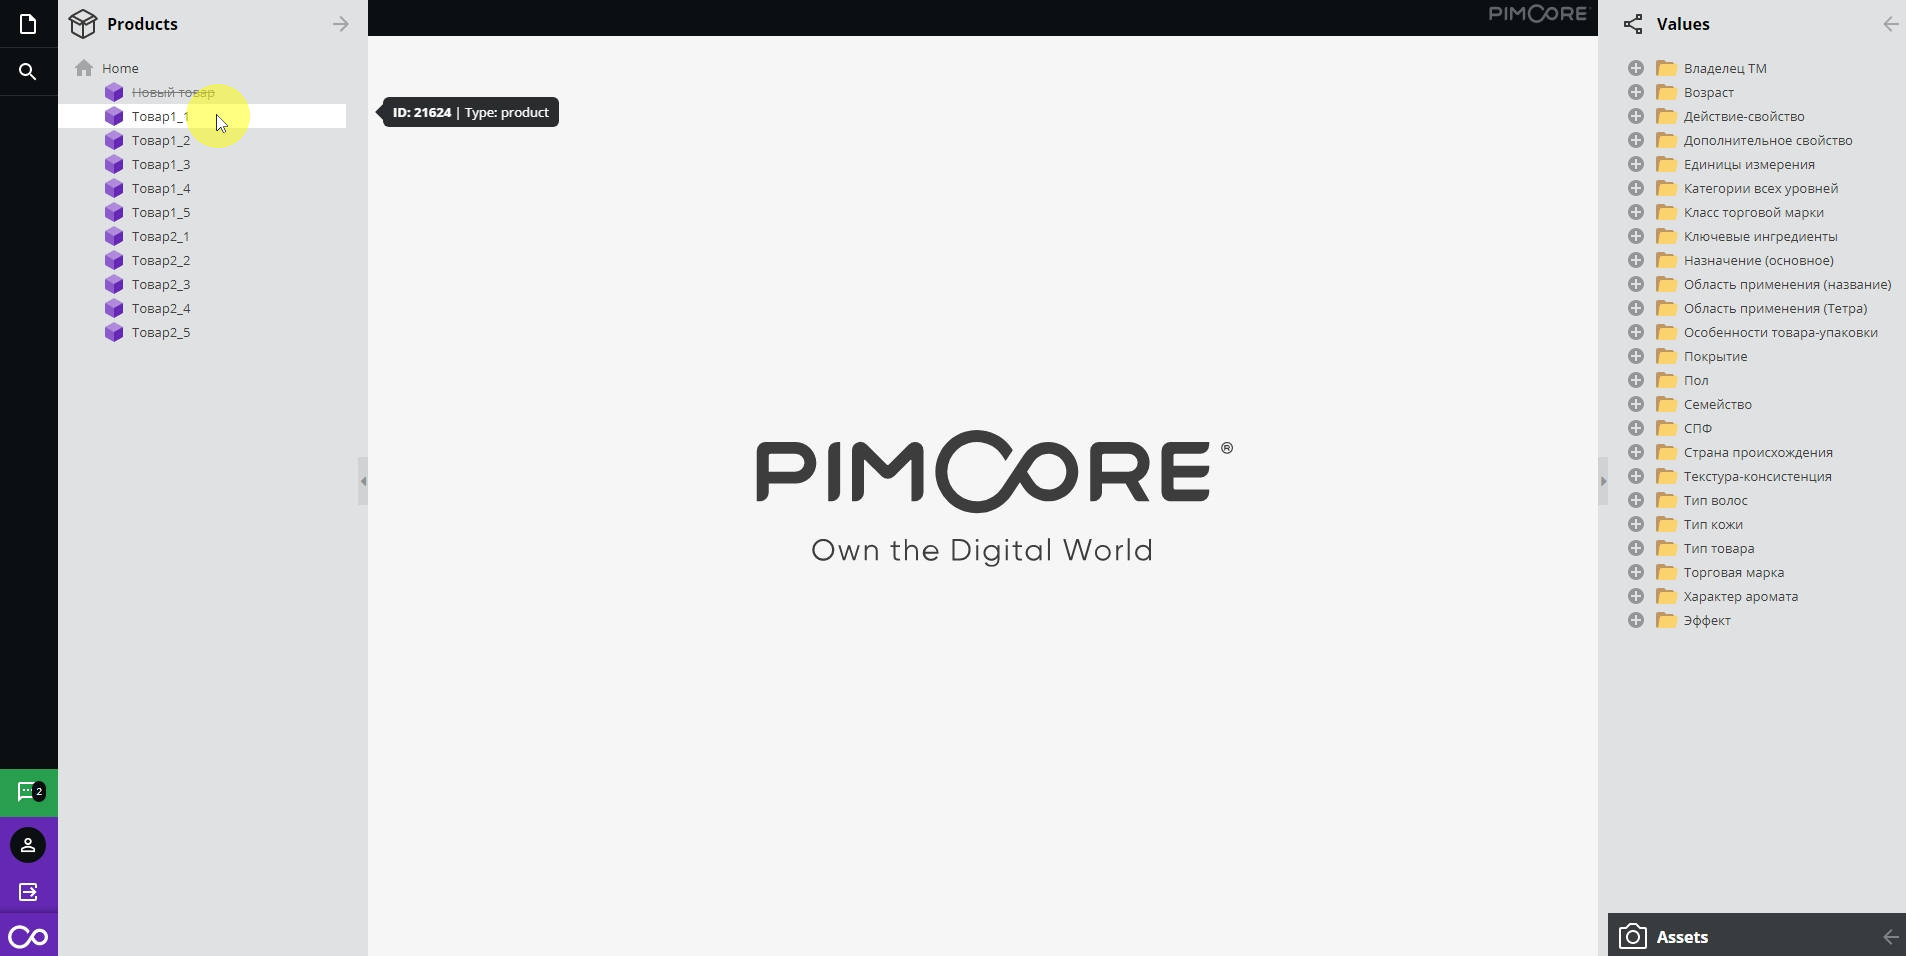 Products
Home
Новый товар
Товар1_1
Товар1_2
Товар1_3
Товар1_4
Товар1_5
Товар2_1
Товар2_2
Товар2_3
Товар2_4
Товар2_5
2
PIMCORE
ID: 21624 | Type: product
PIMCORE®
Own the Digital World
Values
Владелец ТМ
Возраст
Действие-свойство
Дополнительное свойство
Единицы измерения
Категории всех уровней
Класс торговой марки
Ключевые ингредиенты
Назначение (основное)
Область применения (название)
Область применения (Тетра)
Особенности товара-упаковки
Покрытие
Пол
Семейство
СПФ
Страна происхождения
Текстура-консистенция
Тип волос
Тип кожи
Тип товара
Торговая марка
Характер аромата
Эффект
Assets